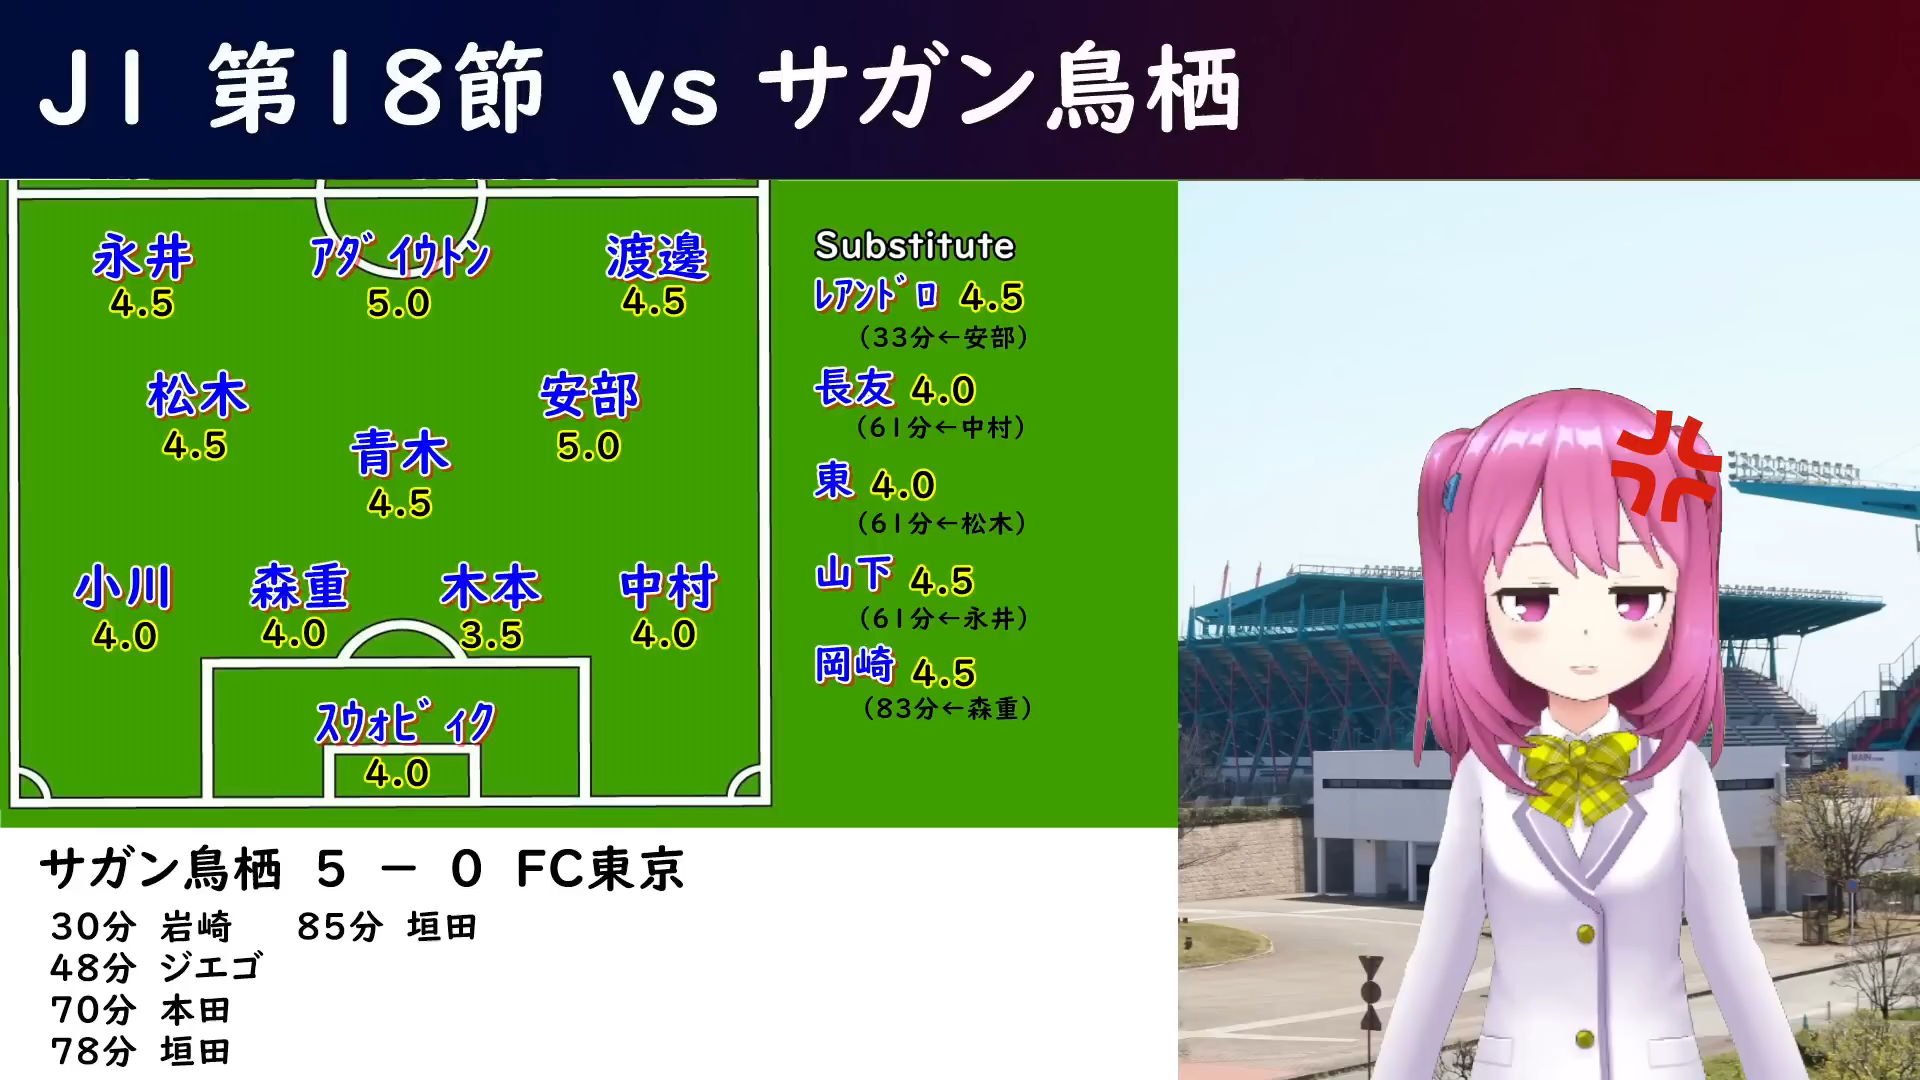 J1 第18節 vs サガン鳥栖
永井 ｱﾀﾞｲｳﾄﾝ 渡邊
4.5 5.0 4.5
松木 安部
4.5 5.0
青木
4.5
小川 森重 木本 中村
4.0 4.0 3.5 4.0
ｽｳｫﾋﾞｨｸ
4.0
Substitute
ﾚｱﾝﾄﾞﾛ 4.5
（33分←安部）
長友 4.0
（61分←中村）
東 4.0
（61分←松木）
山下 4.5
（61分←永井）
岡崎 4.5
（83分←森重）
サガン鳥栖 5 － 0 FC東京
30分 岩崎 85分 垣田
48分 ジエゴ
70分 本田
78分 垣田
MAIN